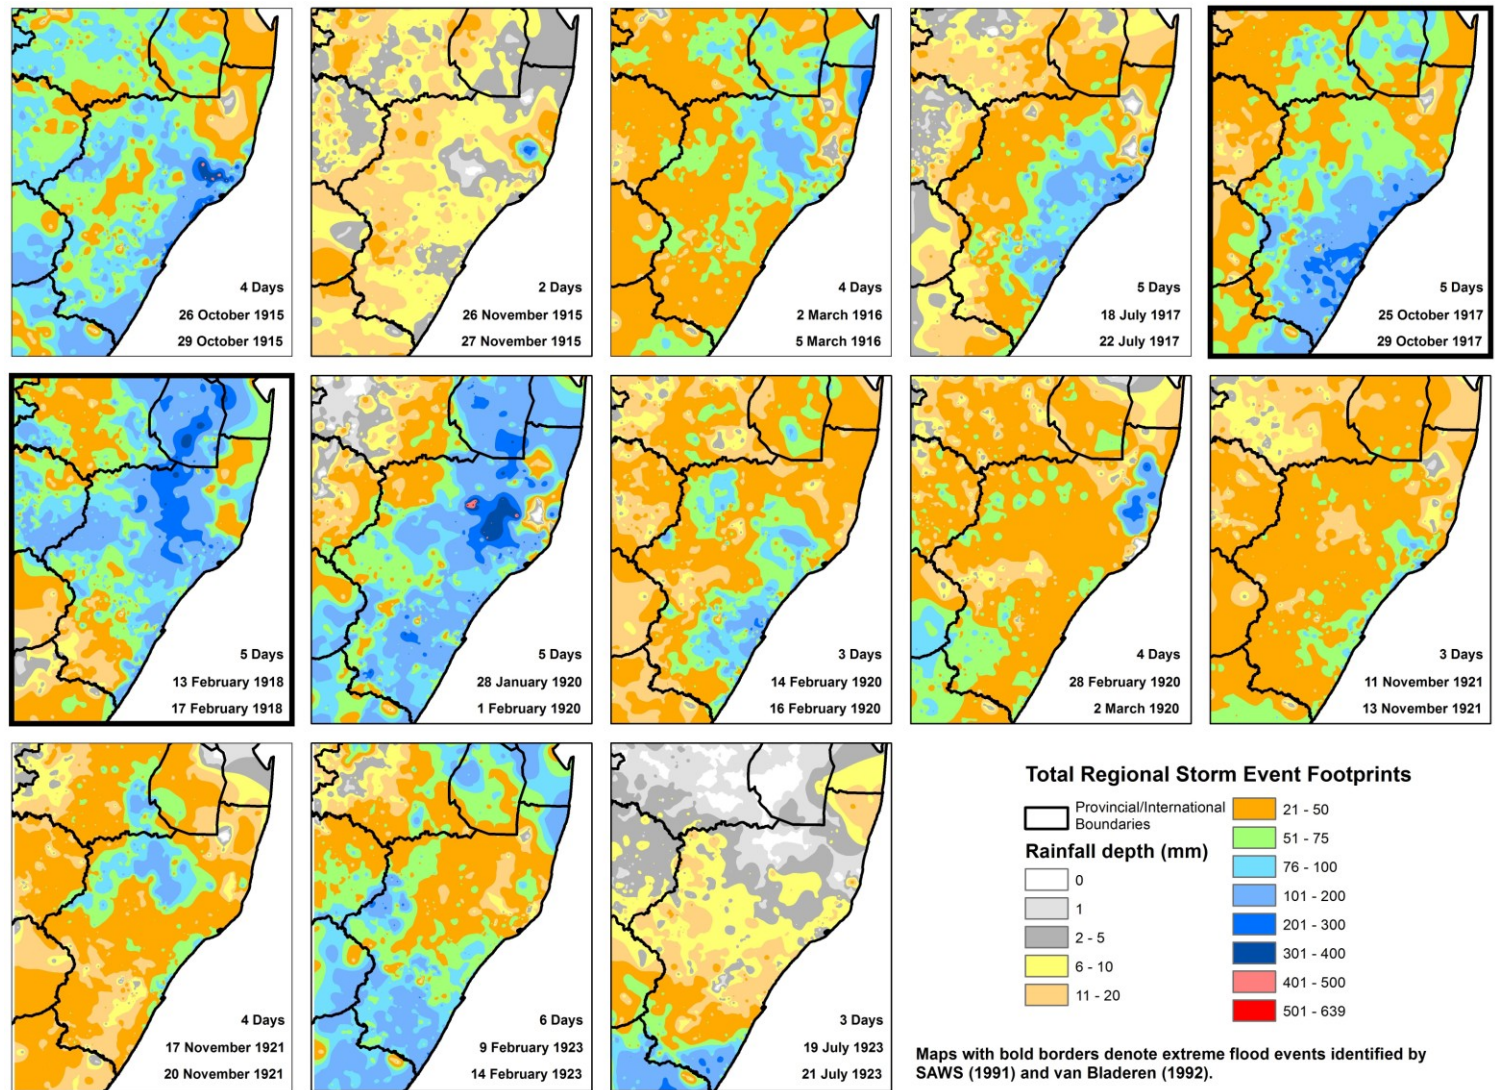 4 Days
26 October 1915
29 October 1915
2 Days
26 November 1915
27 November 1915
4 Days
2 March 1916
5 March 1916
5 Days
18 July 1917
22 July 1917
5 Days
25 October 1917
29 October 1917
5 Days
13 February 1918
17 February 1918
5 Days
28 January 1920
1 February 1920
3 Days
14 February 1920
16 February 1920
4 Days
28 February 1920
2 March 1920
3 Days
11 November 1921
13 November 1921
4 Days
17 November 1921
20 November 1921
6 Days
9 February 1923
14 February 1923
3 Days
19 July 1923
21 July 1923
Total Regional Storm Event Footprints
Provincial/International
Boundaries
Rainfall depth (mm)
0
1
2 - 5
6 - 10
11 - 20
21 - 50
51 - 75
76 - 100
101 - 200
201 - 300
301 - 400
401 - 500
501 - 639
Maps with bold borders denote extreme flood events identified by
SAWS (1991) and van Bladeren (1992).